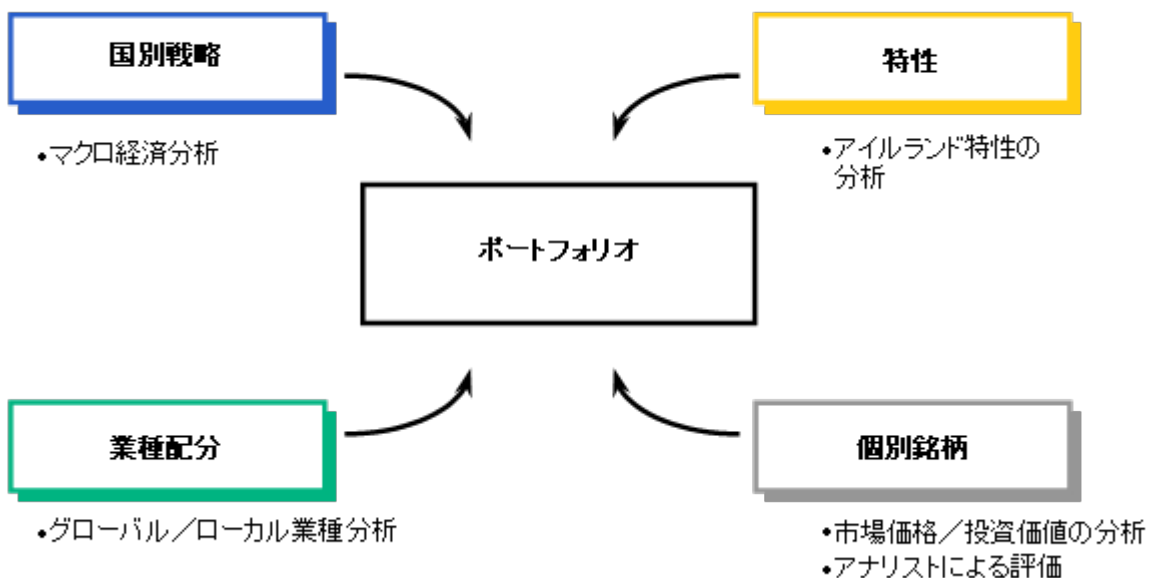 国別戦略
•マクロ経済分析
特性
•アイルランド特性の
分析
ポートフォリオ
業種配分
•グローバル／ローカル業種分析
個別銘柄
•市場価格／投資価値の分析
•アナリストによる評価